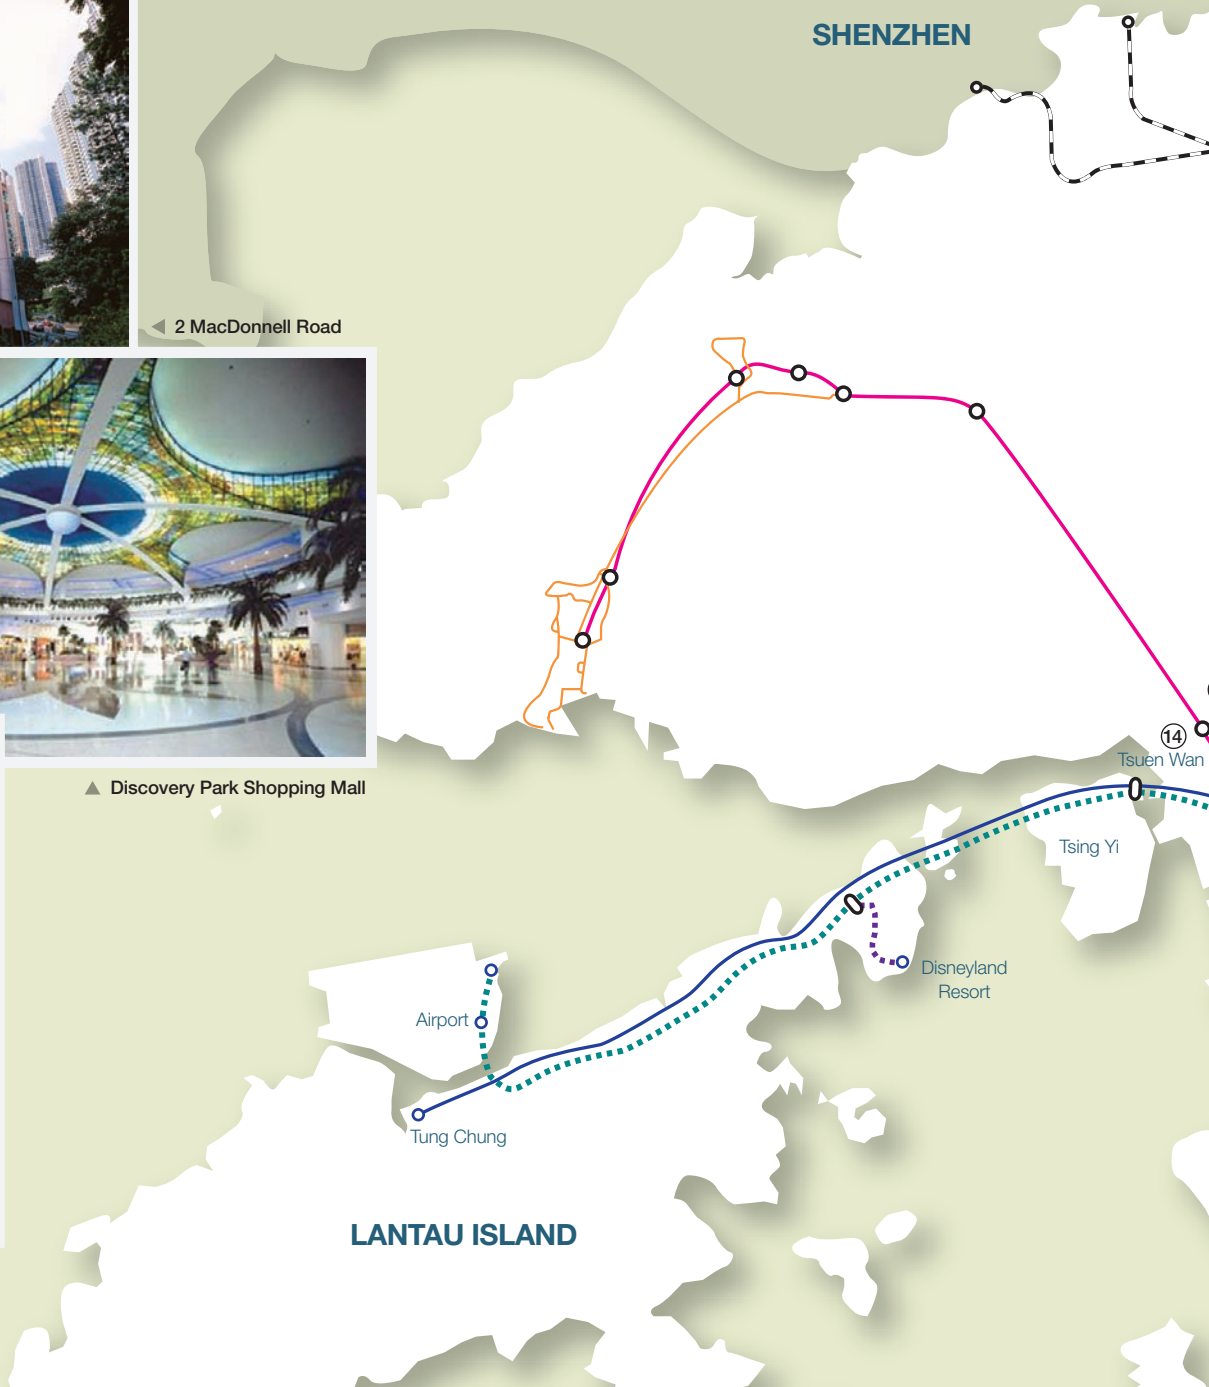 SHENZHEN
2 MacDonnell Road
14
Tsuen Wan
Discovery Park Shopping Mall
Tsing Yi
Disneyland
Resort
Airport
Tung Chung
LANTAU ISLAND